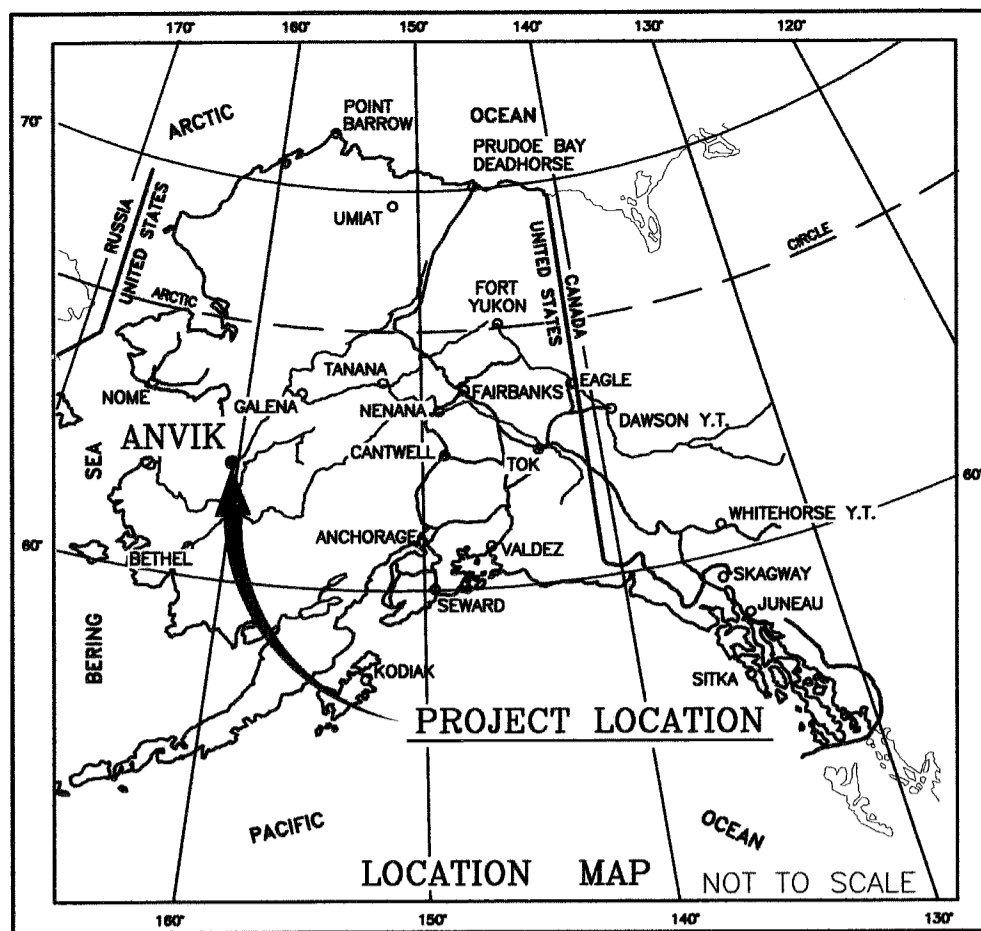 170°
160°
150°
140°
130°
120°
70°
ARCTIC
OCEAN
POINT
BARROW
PRUDOE BAY
DEADHORSE
UMIAT
RUSSIA
UNITED STATES
UNITED STATES
CANADA
ARCTIC
CIRCLE
FORT
YUKON
TANANA
NOME
GALENA
NENANA
FAIRBANKS
EAGLE
DAWSON Y.T.
ANVIK
CANTWELL
TOK
60°
BERING SEA
WHITEHORSE Y.T.
ANCHORAGE
VALDEZ
60°
BETHEL
SEWARD
SKAGWAY
JUNEAU
KODIAK
SITKA
PROJECT LOCATION
PACIFIC
OCEAN
LOCATION MAP
NOT TO SCALE
160°
150°
140°
130°